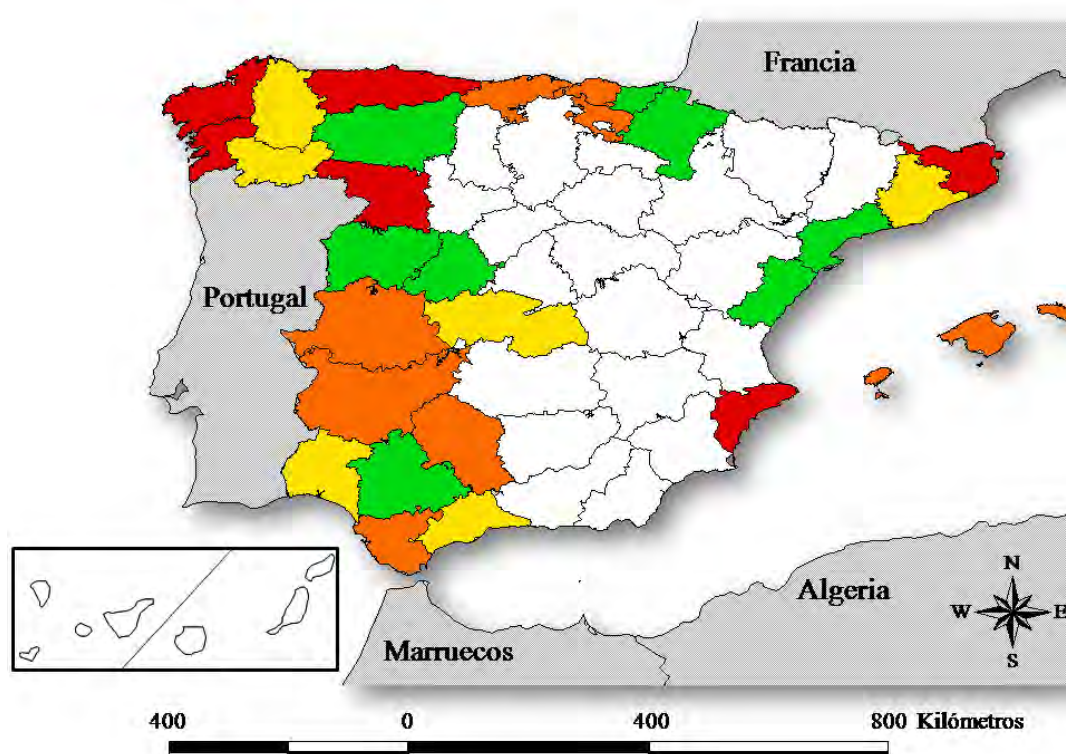 Francia
Portugal
Algeria
Marruecos
N
W E
S
400 0 400 800 Kilómetros